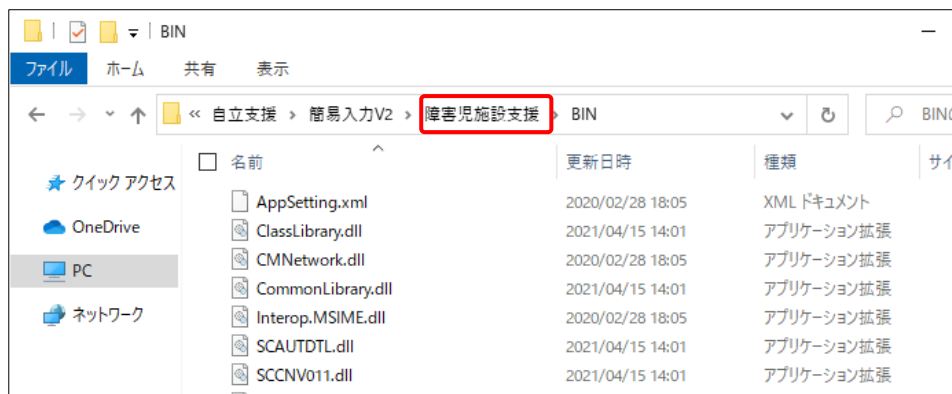 BIN
ファイル ホーム 共有 表示
« 自立支援 › 簡易入力V2 › 障害児施設支援 › BIN BINの
名前 更新日時 種類 サイ
クイック アクセス
OneDrive
PC
ネットワーク
AppSetting.xml 2020/02/28 18:05 XML ドキュメント
ClassLibrary.dll 2021/04/15 14:01 アプリケーション拡張
CMNetwork.dll 2020/02/28 18:05 アプリケーション拡張
CommonLibrary.dll 2021/04/15 14:01 アプリケーション拡張
Interop.MSIME.dll 2020/02/28 18:05 アプリケーション拡張
SCAUTDTL.dll 2021/04/15 14:01 アプリケーション拡張
SCCNV011.dll 2021/04/15 14:01 アプリケーション拡張